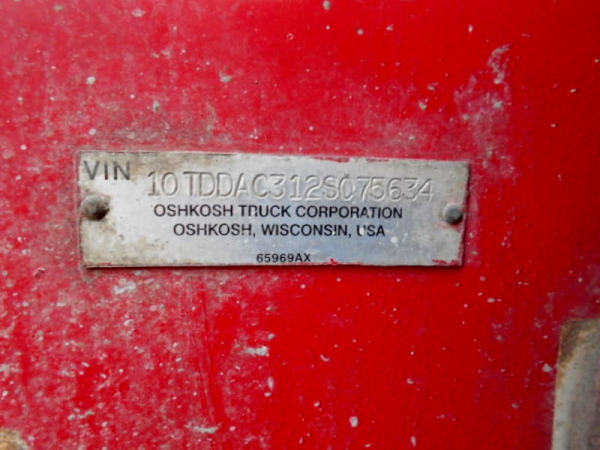 VIN 10TDDAC312S075634
OSHKOSH TRUCK CORPORATION
OSHKOSH, WISCONSIN, USA
65969AX